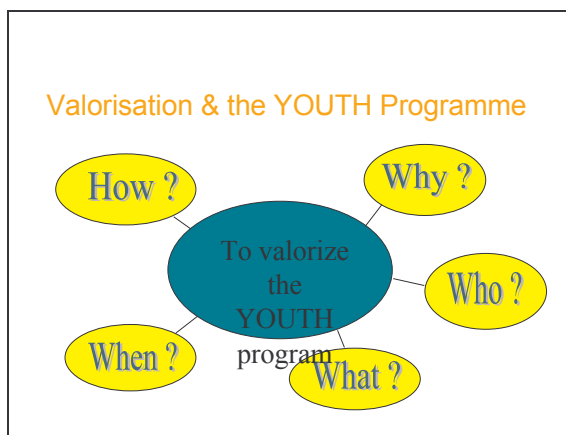 Valorisation & the YOUTH Programme
How ?
Why ?
To valorize
the
YOUTH
program
Who ?
When ?
What ?